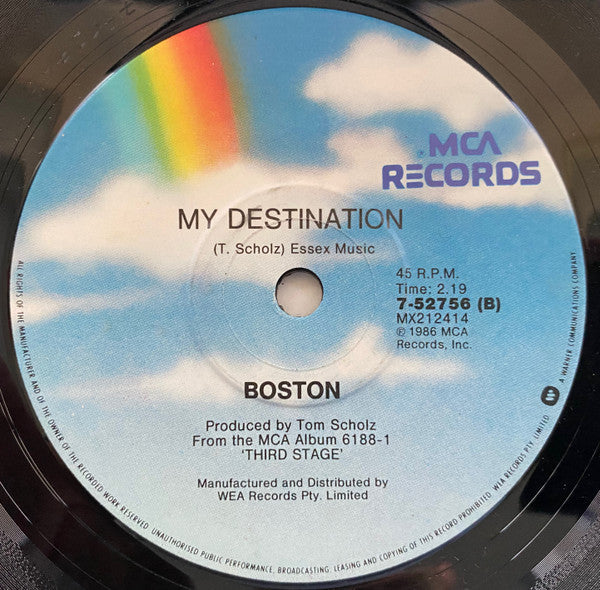 MCA
RECORDS
MY DESTINATION
(T. Scholz) Essex Music
45 R.P.M.
Time: 2.19
7-52756 (B)
MX212414
℗ 1986 MCA
Records, Inc.
BOSTON
Produced by Tom Scholz
From the MCA Album 6188-1
'THIRD STAGE'
Manufactured and Distributed by
WEA Records Pty. Limited
ALL RIGHTS OF THE MANUFACTURER AND OF THE OWNER OF THE RECORDED WORK RESERVED. UNAUTHORISED PUBLIC PERFORMANCE, BROADCASTING, LEASING AND COPYING OF THIS RECORD PROHIBITED. WEA RECORDS PTY. LIMITED
A WARNER COMMUNICATIONS COMPANY